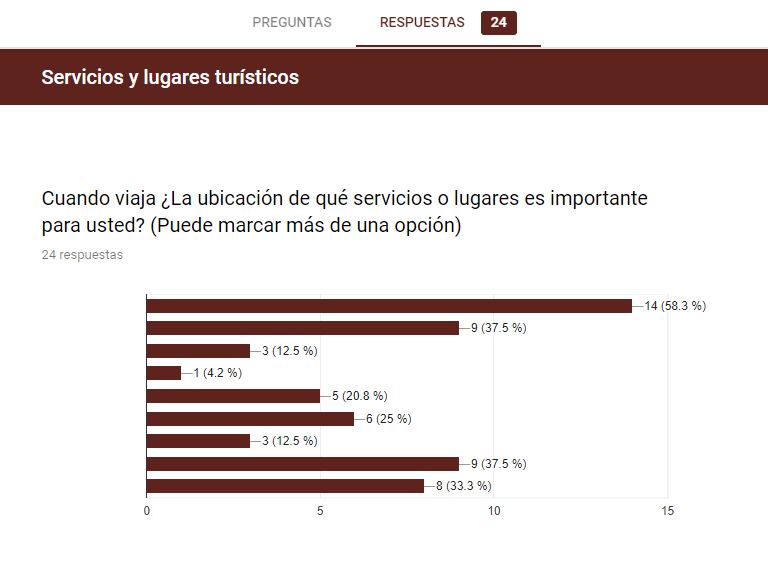 PREGUNTAS RESPUESTAS 24
Servicios y lugares turísticos
Cuando viaja ¿La ubicación de qué servicios o lugares es importante
para usted? (Puede marcar más de una opción)
24 respuestas
14 (58.3 %)
9 (37.5 %)
3 (12.5 %)
1 (4.2 %)
5 (20.8 %)
6 (25 %)
3 (12.5 %)
9 (37.5 %)
8 (33.3 %)
0 5 10 15